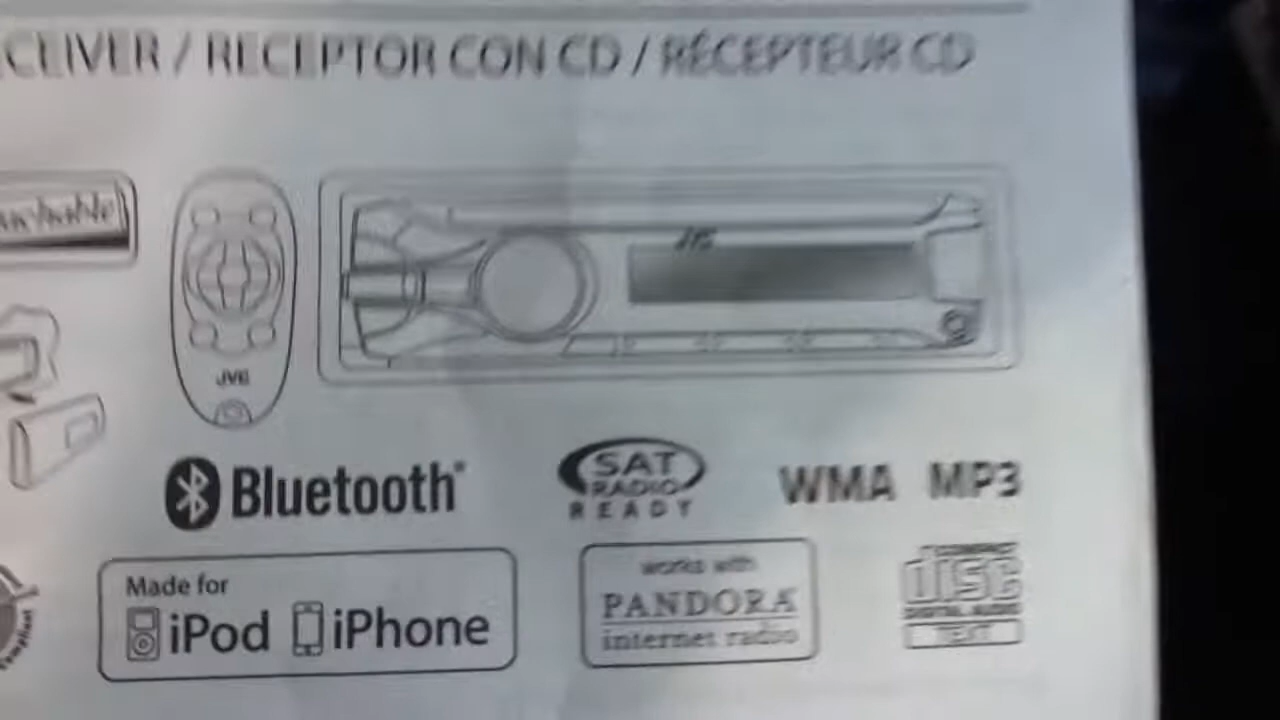 CEIVER / RECEPTOR CON CD / RÉCEPTEUR CD
JVC
JVC
Bluetooth®
SAT
RADIO
READY
WMA MP3
Made for
iPod iPhone
works with
PANDORA
internet radio
COMPACT
disc
DIGITAL AUDIO
TEXT